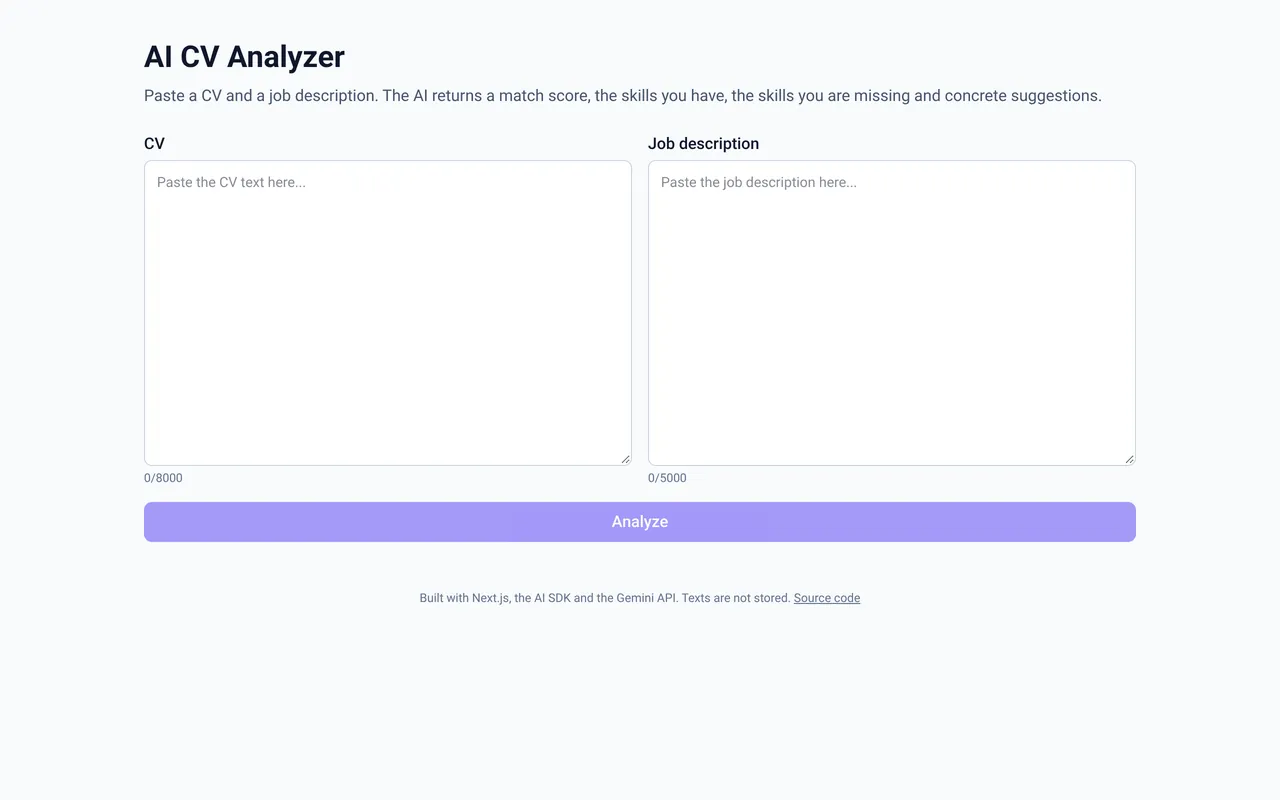 AI CV Analyzer
Paste a CV and a job description. The AI returns a match score, the skills you have, the skills you are missing and concrete suggestions.
CV
Job description
Paste the CV text here...
Paste the job description here...
0/8000
0/5000
Analyze
Built with Next.js, the AI SDK and the Gemini API. Texts are not stored. Source code